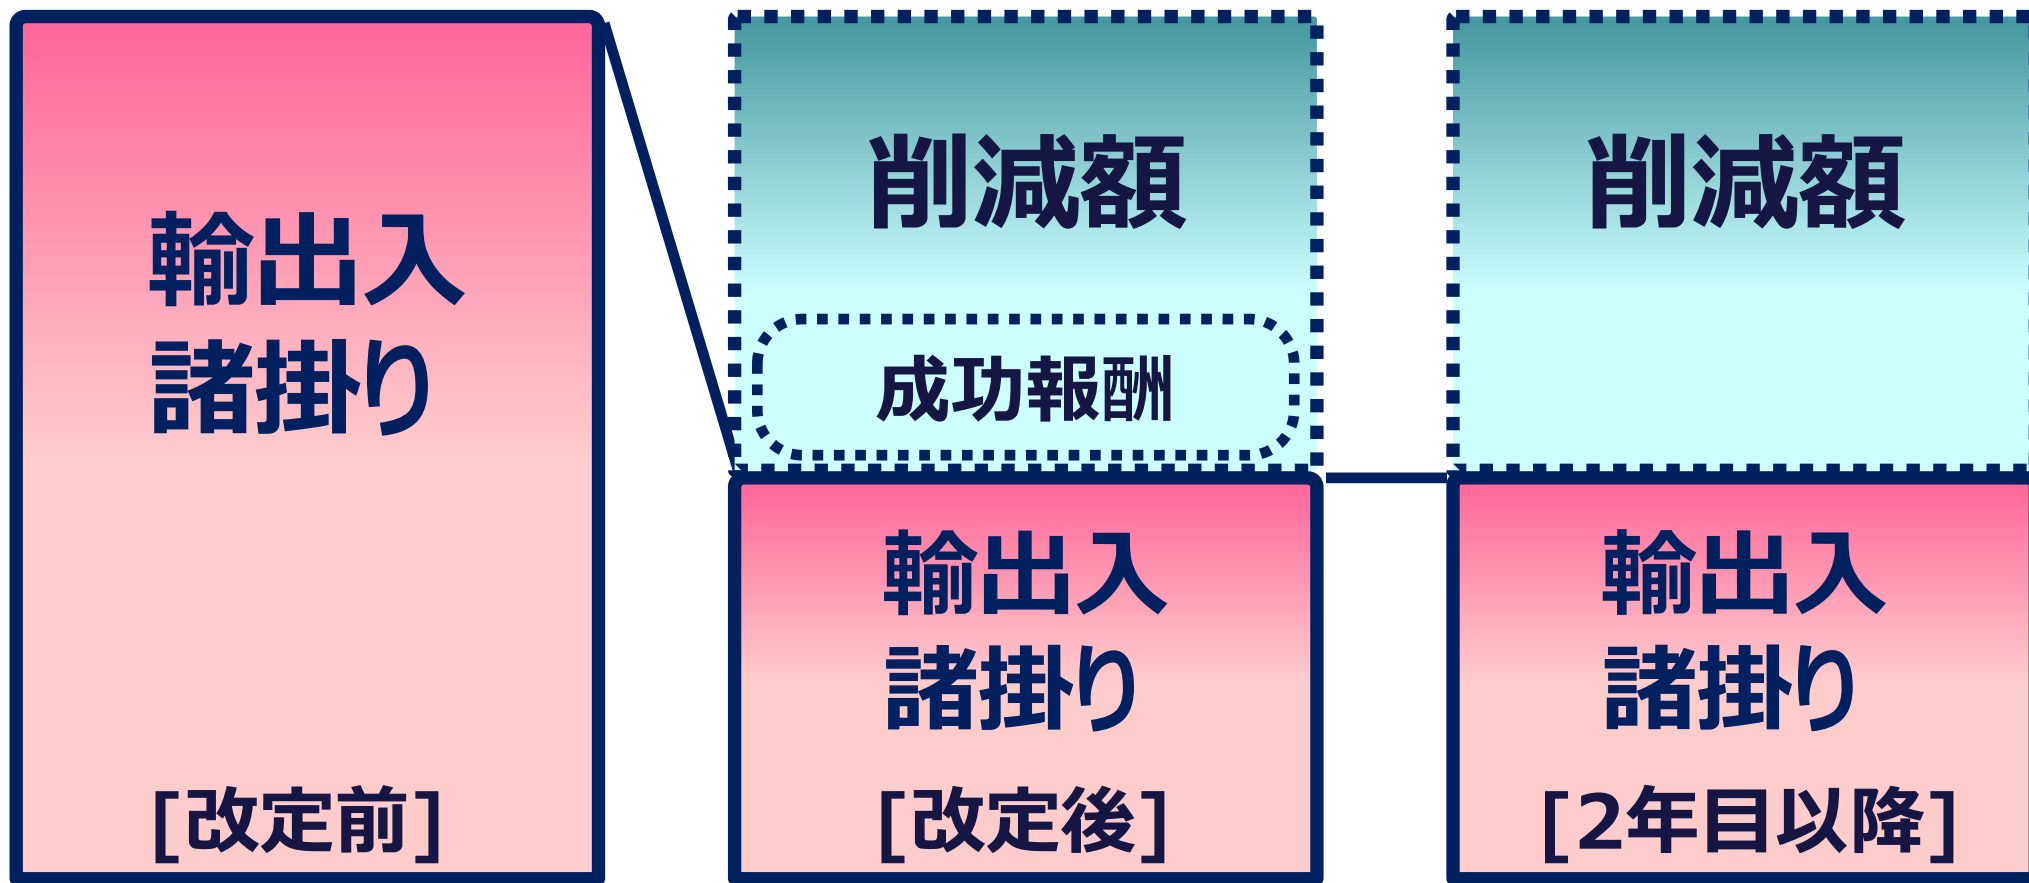 輸出入
諸掛り
[改定前]
削減額
成功報酬
輸出入
諸掛り
[改定後]
削減額
輸出入
諸掛り
[2年目以降]